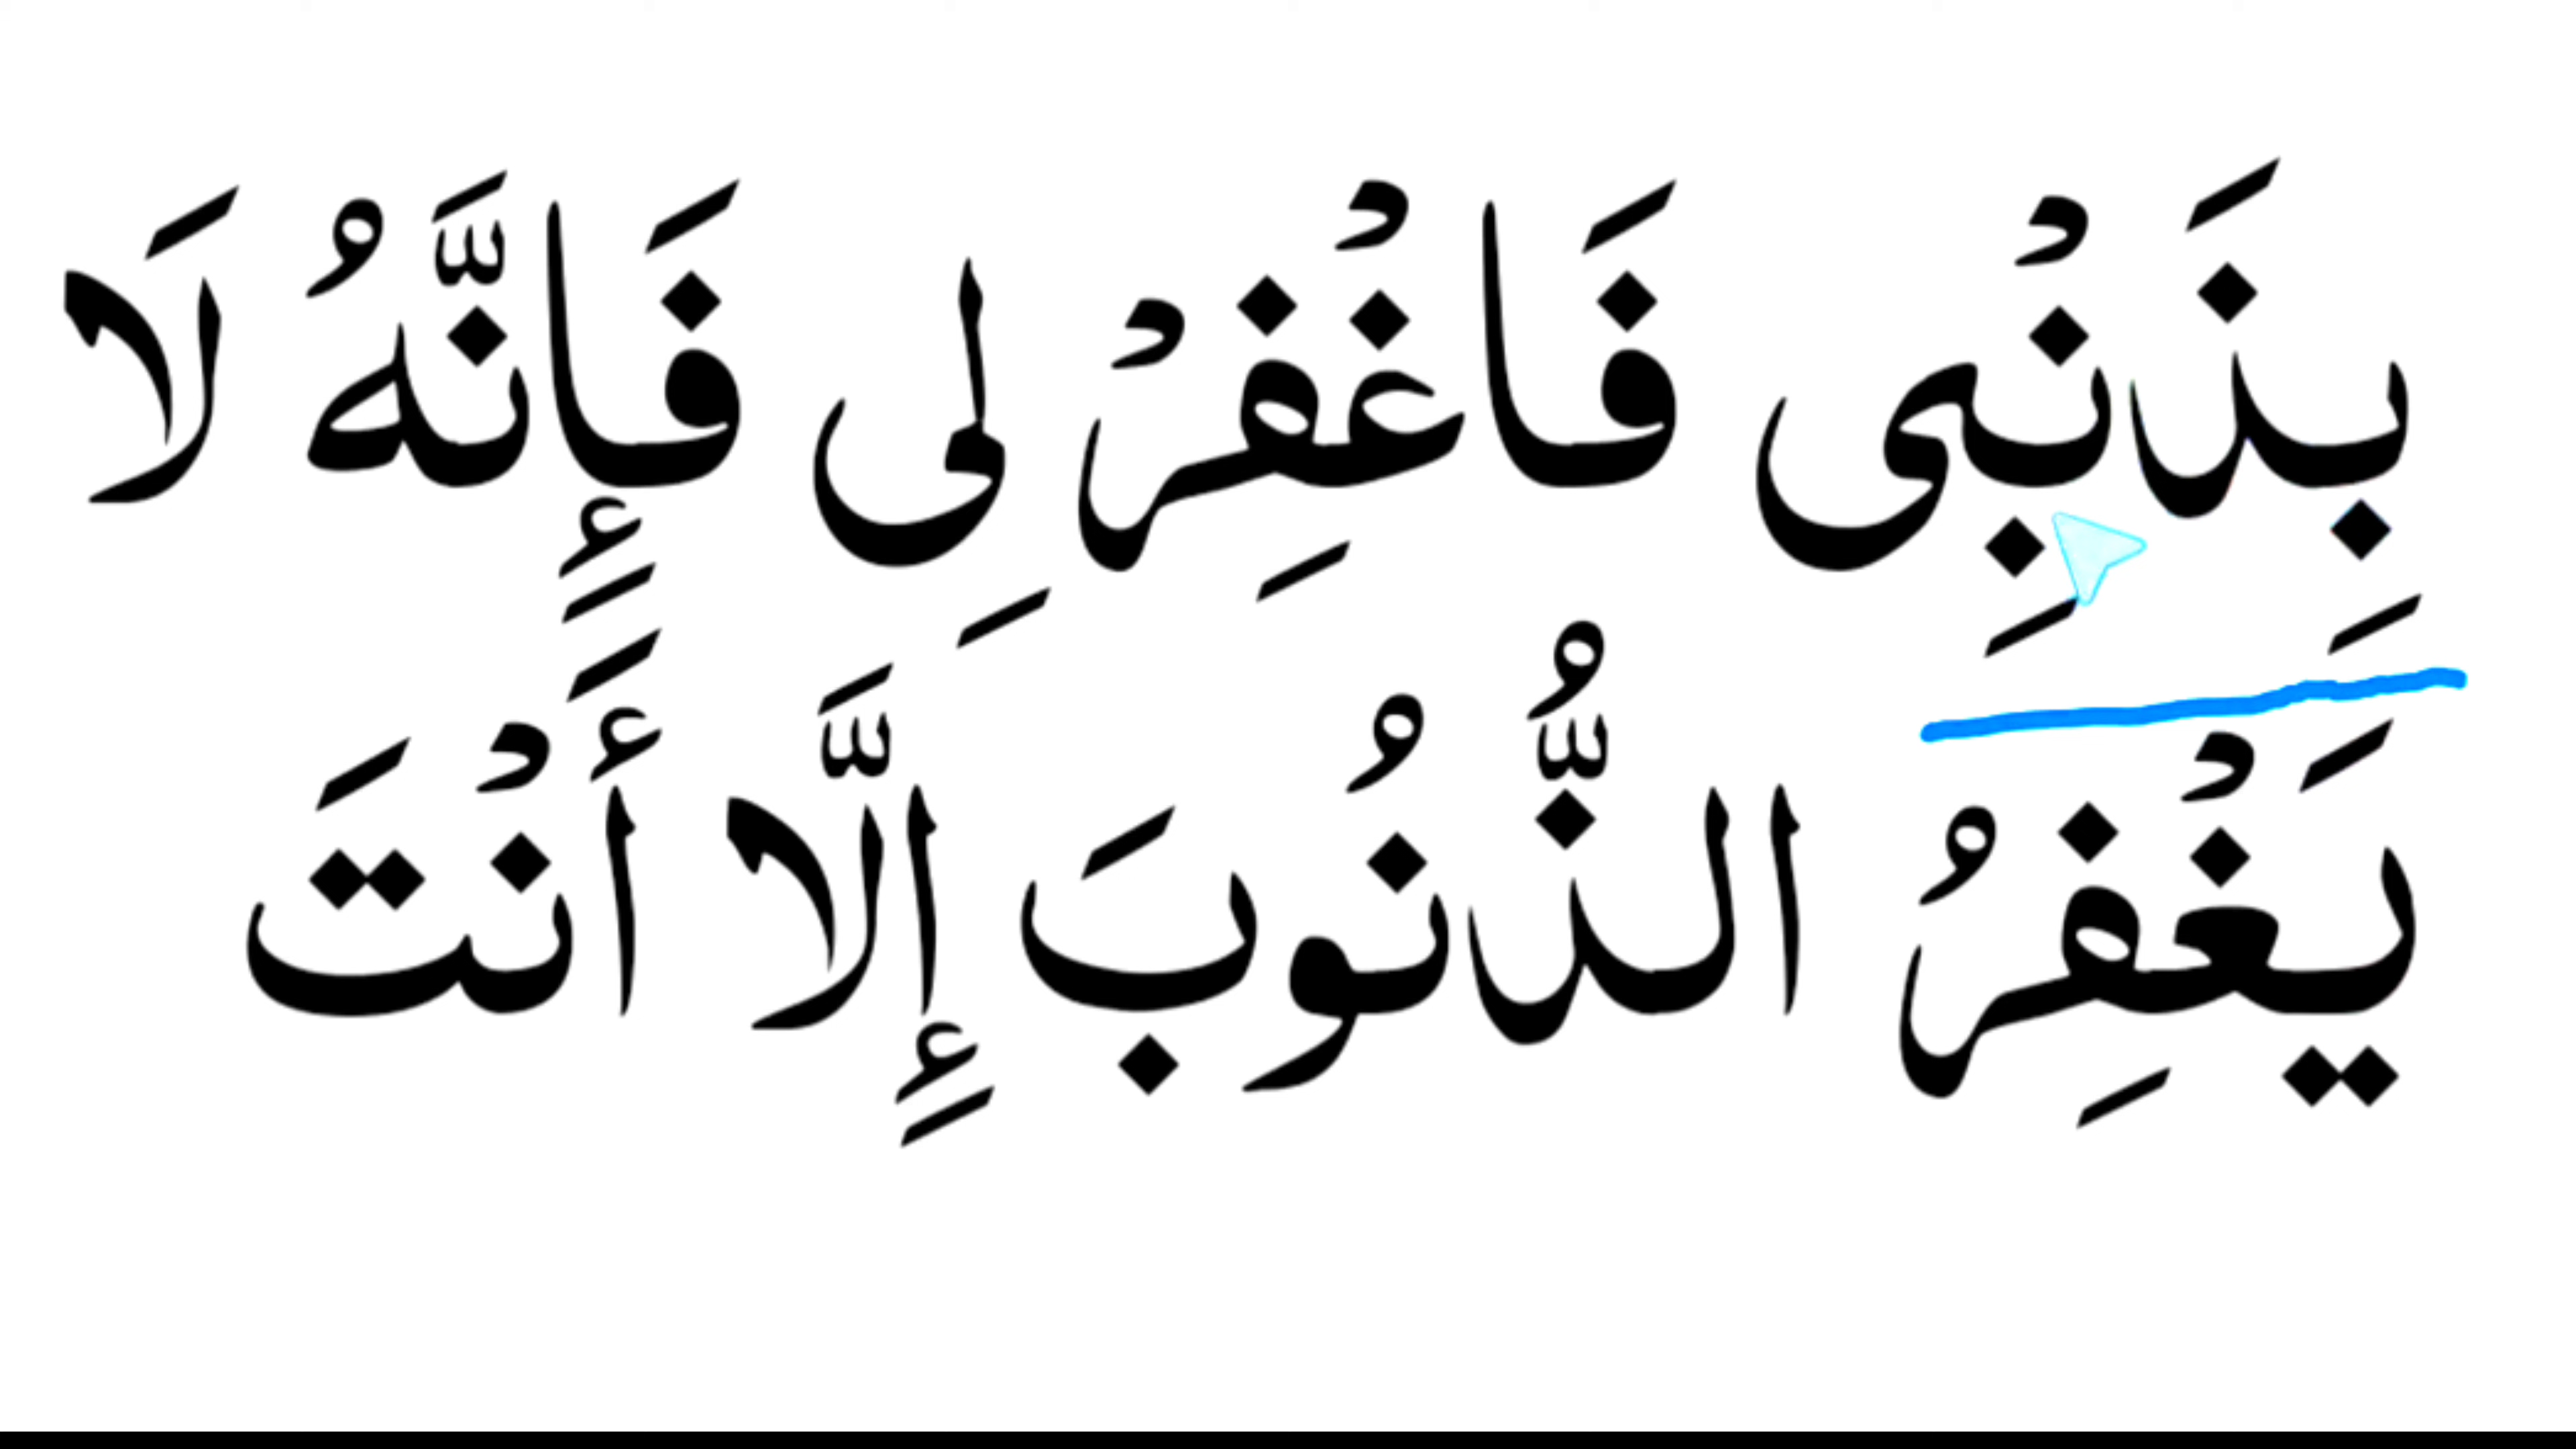 بِذَنْۢبِى فَاغْفِرْ لِى فَإِنَّهُ لَا
يَغْفِرُ الذُّنُوبَ إِلَّا أَنْتَ